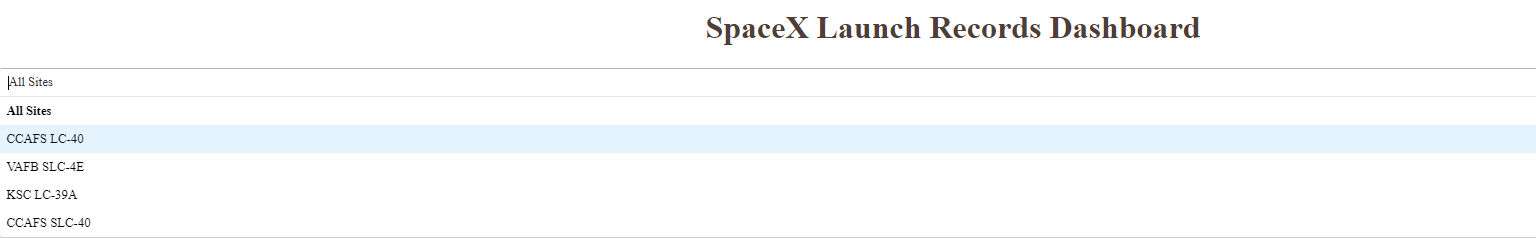 SpaceX Launch Records Dashboard
All Sites
All Sites
CCAFS LC-40
VAFB SLC-4E
KSC LC-39A
CCAFS SLC-40